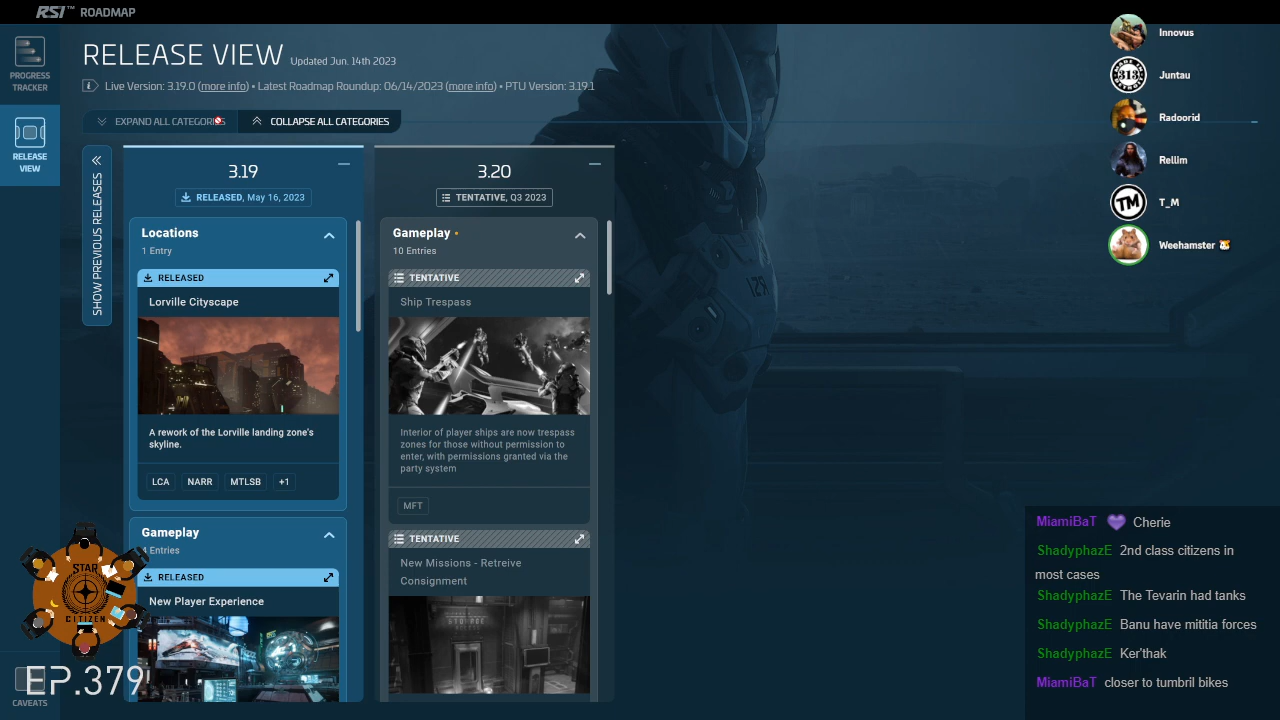 RSI™ ROADMAP
PROGRESS
TRACKER
RELEASE
VIEW
CAVEATS
RELEASE VIEW Updated Jun. 14th 2023
Live Version: 3.19.0 (more info) • Latest Roadmap Roundup: 06/14/2023 (more info) • PTU Version: 3.19.1
EXPAND ALL CATEGORIES
COLLAPSE ALL CATEGORIES
SHOW PREVIOUS RELEASES
3.19
RELEASED, May 16, 2023
Locations
1 Entry
RELEASED
Lorville Cityscape
A rework of the Lorville landing zone's
skyline.
LCA NARR MTLSB +1
Gameplay
4 Entries
RELEASED
New Player Experience
3.20
TENTATIVE, Q3 2023
Gameplay
10 Entries
TENTATIVE
Ship Trespass
Interior of player ships are now trespass
zones for those without permission to
enter, with permissions granted via the
party system
MFT
TENTATIVE
New Missions - Retreive
Consignment
STAR
CITIZEN
EP.379
Innovus
313
Juntau
Radoorid
Rellim
TM
T_M
Weehamster 🐹
MiamiBaT 💜 Cherie
ShadyphazE 2nd class citizens in
most cases
ShadyphazE The Tevarin had tanks
ShadyphazE Banu have mititia forces
ShadyphazE Ker'thak
MiamiBaT closer to tumbril bikes